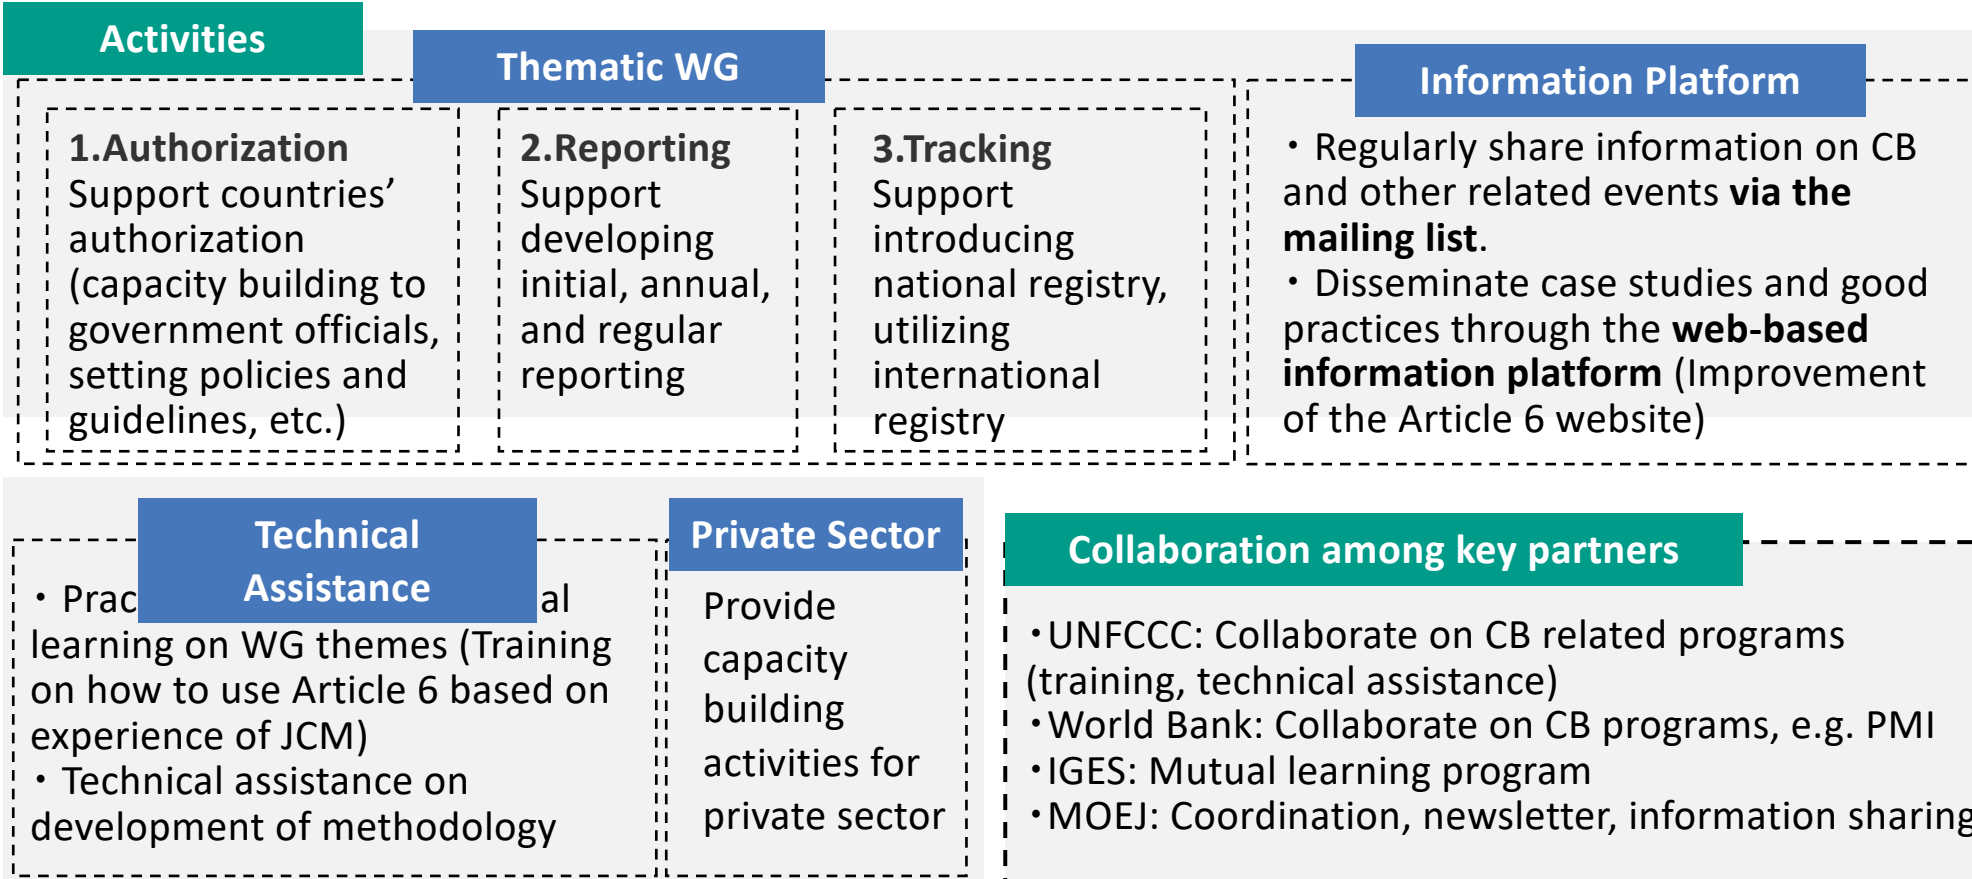 Activities
Thematic WG
1.Authorization
Support countries’
authorization
(capacity building to
government officials,
setting policies and
guidelines, etc.)
2.Reporting
Support
developing
initial, annual,
and regular
reporting
3.Tracking
Support
introducing
national registry,
utilizing
international
registry
Information Platform
・Regularly share information on CB
and other related events via the
mailing list.
・Disseminate case studies and good
practices through the web-based
information platform (Improvement
of the Article 6 website)
Technical
Assistance
・Prac al
learning on WG themes (Training
on how to use Article 6 based on
experience of JCM)
・Technical assistance on
development of methodology
Private Sector
Provide
capacity
building
activities for
private sector
Collaboration among key partners
・UNFCCC: Collaborate on CB related programs
(training, technical assistance)
・World Bank: Collaborate on CB programs, e.g. PMI
・IGES: Mutual learning program
・MOEJ: Coordination, newsletter, information sharing